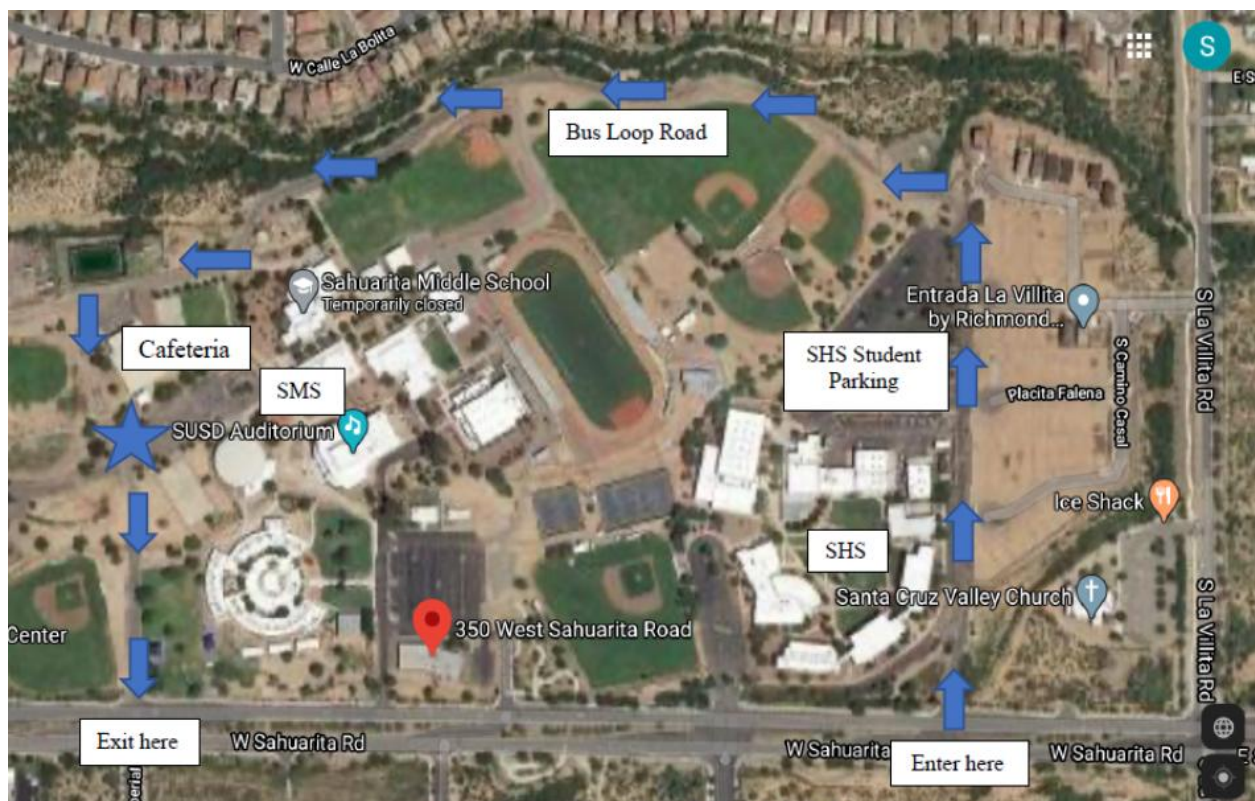 W Calle La Bolita
S
E S
Bus Loop Road
Sahuarita Middle School
Temporarily closed
Entrada La Villita
by Richmond...
S La Villita Rd
Cafeteria
SHS Student
Parking
S Camino Casal
Placita Falena
SMS
SUSD Auditorium
Ice Shack
SHS
Santa Cruz Valley Church
Center
350 West Sahuarita Road
S La Villita Rd
Exit here
W Sahuarita Rd
W Sahuarita
Enter here
W Sahuarita Rd
E S
perial